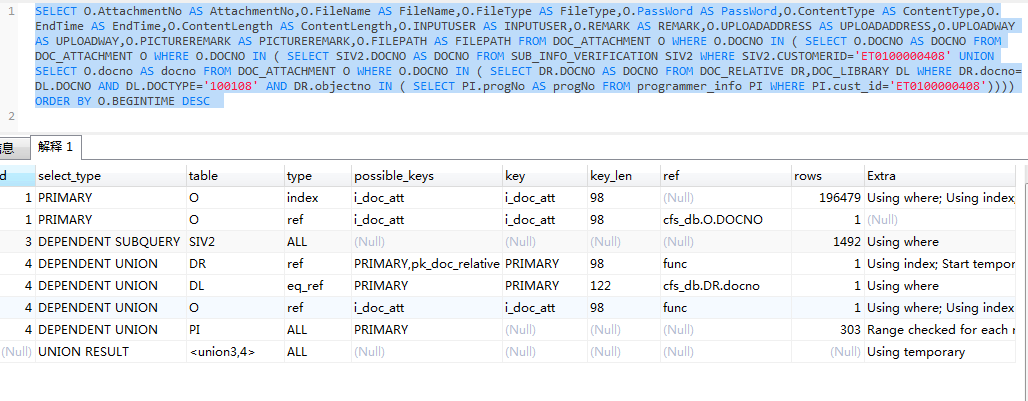 1 SELECT O.AttachmentNo AS AttachmentNo,O.FileName AS FileName,O.FileType AS FileType,O.PassWord AS PassWord,O.ContentType AS ContentType,O.
EndTime AS EndTime,O.ContentLength AS ContentLength,O.INPUTUSER AS INPUTUSER,O.REMARK AS REMARK,O.UPLOADADDRESS AS UPLOADADDRESS,O.UPLOADWAY
AS UPLOADWAY,O.PICTUREREMARK AS PICTUREREMARK,O.FILEPATH AS FILEPATH FROM DOC_ATTACHMENT O WHERE O.DOCNO IN ( SELECT O.DOCNO AS DOCNO FROM
DOC_ATTACHMENT O WHERE O.DOCNO IN ( SELECT SIV2.DOCNO AS DOCNO FROM SUB_INFO_VERIFICATION SIV2 WHERE SIV2.CUSTOMERID='ET0100000408' UNION
SELECT O.docno AS docno FROM DOC_ATTACHMENT O WHERE O.DOCNO IN ( SELECT DR.DOCNO AS DOCNO FROM DOC_RELATIVE DR,DOC_LIBRARY DL WHERE DR.docno=
DL.DOCNO AND DL.DOCTYPE='100108' AND DR.objectno IN ( SELECT PI.progNo AS progNo FROM programmer_info PI WHERE PI.cust_id='ET0100000408'))))
ORDER BY O.BEGINTIME DESC
2
信息 解释 1
d select_type table type possible_keys key key_len ref rows Extra
1 PRIMARY O index i_doc_att i_doc_att 98 (Null) 196479 Using where; Using index;
1 PRIMARY O ref i_doc_att i_doc_att 98 cfs_db.O.DOCNO 1 (Null)
3 DEPENDENT SUBQUERY SIV2 ALL (Null) (Null) (Null) (Null) 1492 Using where
4 DEPENDENT UNION DR ref PRIMARY,pk_doc_relative PRIMARY 98 func 1 Using index; Start tempor
4 DEPENDENT UNION DL eq_ref PRIMARY PRIMARY 122 cfs_db.DR.docno 1 Using where
4 DEPENDENT UNION O ref i_doc_att i_doc_att 98 func 1 Using where; Using index
4 DEPENDENT UNION PI ALL PRIMARY (Null) (Null) (Null) 303 Range checked for each r
(Null) UNION RESULT <union3,4> ALL (Null) (Null) (Null) (Null) (Null) Using temporary